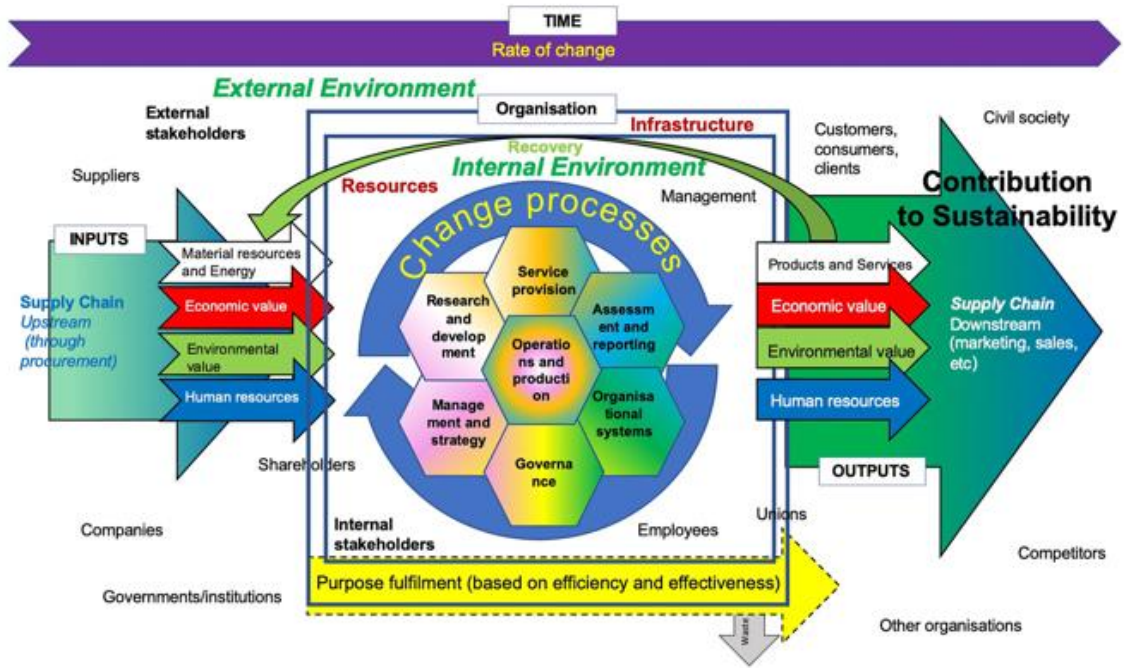 TIME
Rate of change
External Environment
External
stakeholders
Organisation
Infrastructure
Recovery
Internal Environment
Resources
Management
Customers,
consumers,
clients
Civil society
Suppliers
Contribution
to Sustainability
INPUTS
Material resources
and Energy
Economic value
Environmental
value
Human resources
Supply Chain
Upstream
(through
procurement)
Change processes
Service
provision
Research
and
develop
ment
Assessm
ent and
reporting
Operatio
ns and
producti
on
Manage
ment and
strategy
Organisa
tional
systems
Governa
nce
Products and Services
Economic value
Environmental value
Human resources
Supply Chain
Downstream
(marketing, sales,
etc)
OUTPUTS
Shareholders
Companies
Internal
stakeholders
Employees
Unions
Competitors
Governments/institutions
Purpose fulfilment (based on efficiency and effectiveness)
Waste
Other organisations